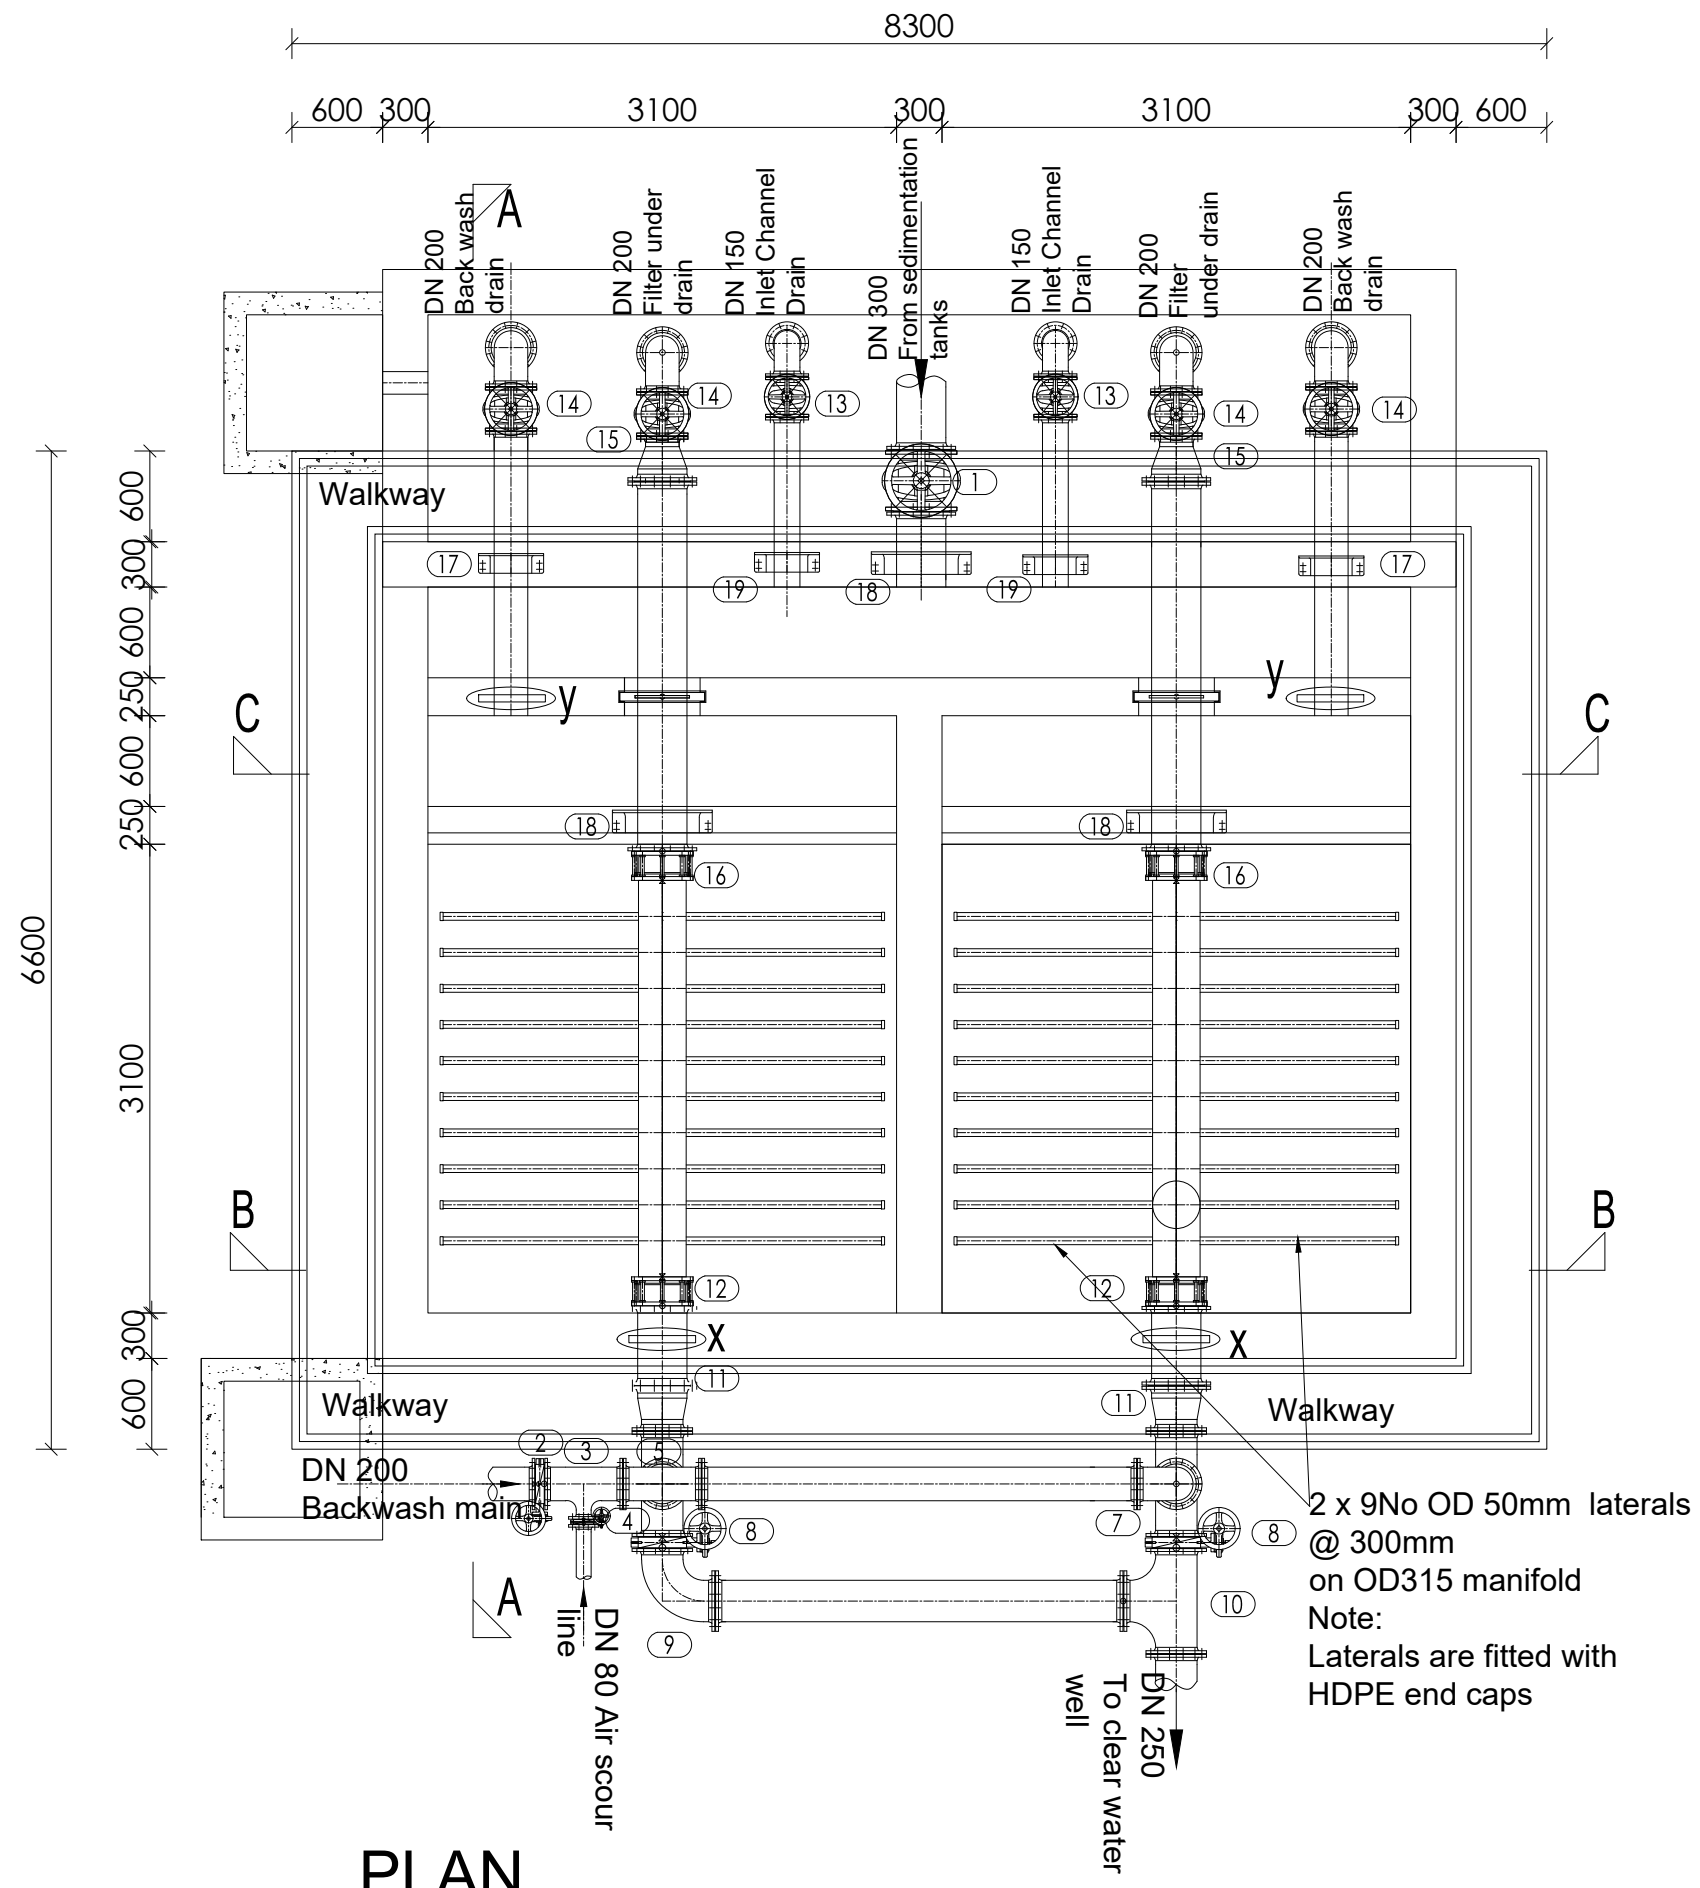 8300
600
300
3100
300
3100
300
600
A
DN 200
Back wash
drain
DN 200
Filter under
drain
DN 150
Inlet Channel
Drain
DN 300
From sedimentation
tanks
DN 150
Inlet Channel
Drain
DN 200
Filter
under drain
DN 200
Back wash
drain
14
14
13
13
14
14
15
15
1
Walkway
17
19
18
19
17
6600
600
300
600
250
600
250
3100
300
600
y
y
C
C
18
18
16
16
B
B
12
12
x
x
11
11
Walkway
Walkway
2
3
5
DN 200
Backwash main
4
8
7
8
A
9
10
DN 80 Air scour
line
DN 250
To clear water
well
2 x 9No OD 50mm laterals
@ 300mm
on OD315 manifold
Note:
Laterals are fitted with
HDPE end caps
PLAN